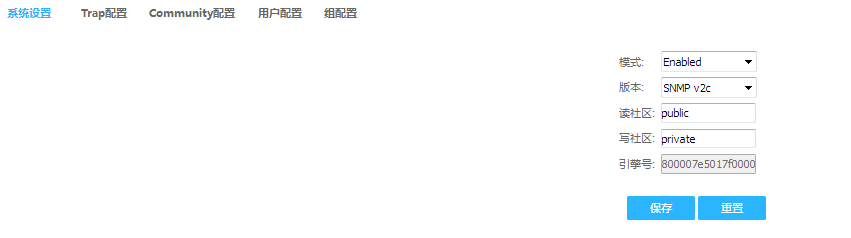 系统设置 Trap配置 Community配置 用户配置 组配置
模式: Enabled
版本: SNMP v2c
读社区: public
写社区: private
引擎号: 800007e5017f0000
保存 重置